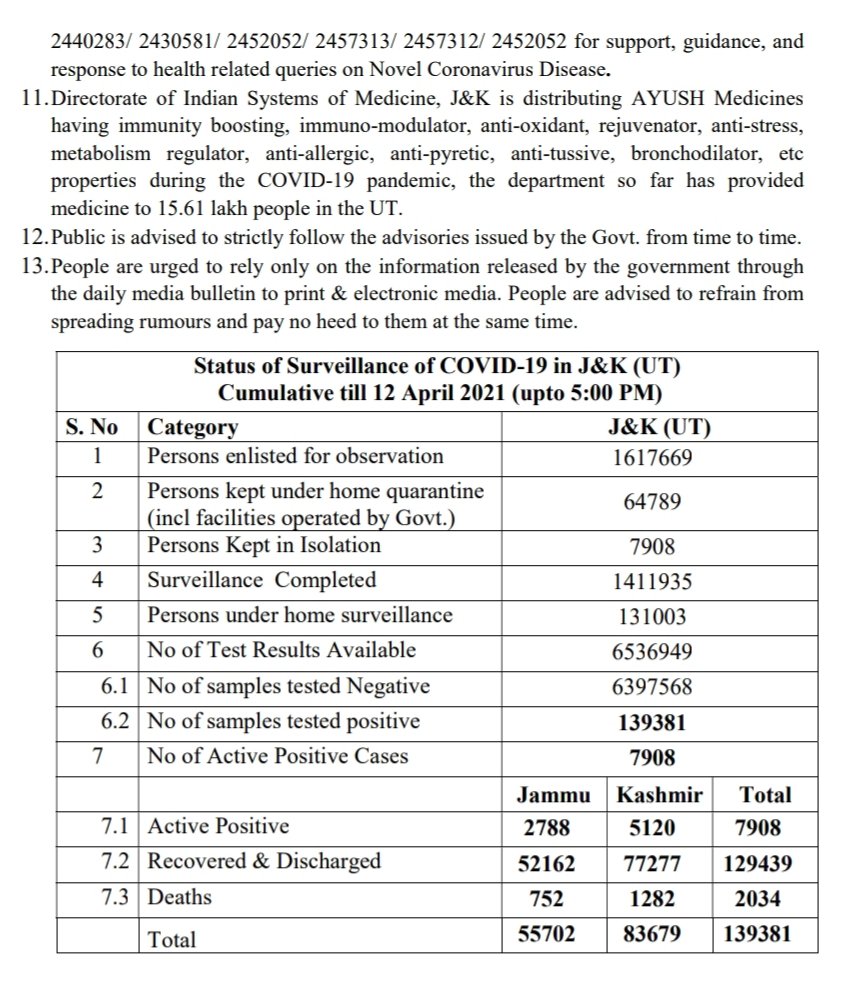 2440283/ 2430581/ 2452052/ 2457313/ 2457312/ 2452052 for support, guidance, and
response to health related queries on Novel Coronavirus Disease.
11.Directorate of Indian Systems of Medicine, J&K is distributing AYUSH Medicines
having immunity boosting, immuno-modulator, anti-oxidant, rejuvenator, anti-stress,
metabolism regulator, anti-allergic, anti-pyretic, anti-tussive, bronchodilator, etc
properties during the COVID-19 pandemic, the department so far has provided
medicine to 15.61 lakh people in the UT.
12.Public is advised to strictly follow the advisories issued by the Govt. from time to time.
13.People are urged to rely only on the information released by the government through
the daily media bulletin to print & electronic media. People are advised to refrain from
spreading rumours and pay no heed to them at the same time.
Status of Surveillance of COVID-19 in J&K (UT)
Cumulative till 12 April 2021 (upto 5:00 PM)
S. No Category J&K (UT)
1 Persons enlisted for observation 1617669
2 Persons kept under home quarantine
(incl facilities operated by Govt.) 64789
3 Persons Kept in Isolation 7908
4 Surveillance Completed 1411935
5 Persons under home surveillance 131003
6 No of Test Results Available 6536949
6.1 No of samples tested Negative 6397568
6.2 No of samples tested positive 139381
7 No of Active Positive Cases 7908
Jammu Kashmir Total
7.1 Active Positive 2788 5120 7908
7.2 Recovered & Discharged 52162 77277 129439
7.3 Deaths 752 1282 2034
Total 55702 83679 139381